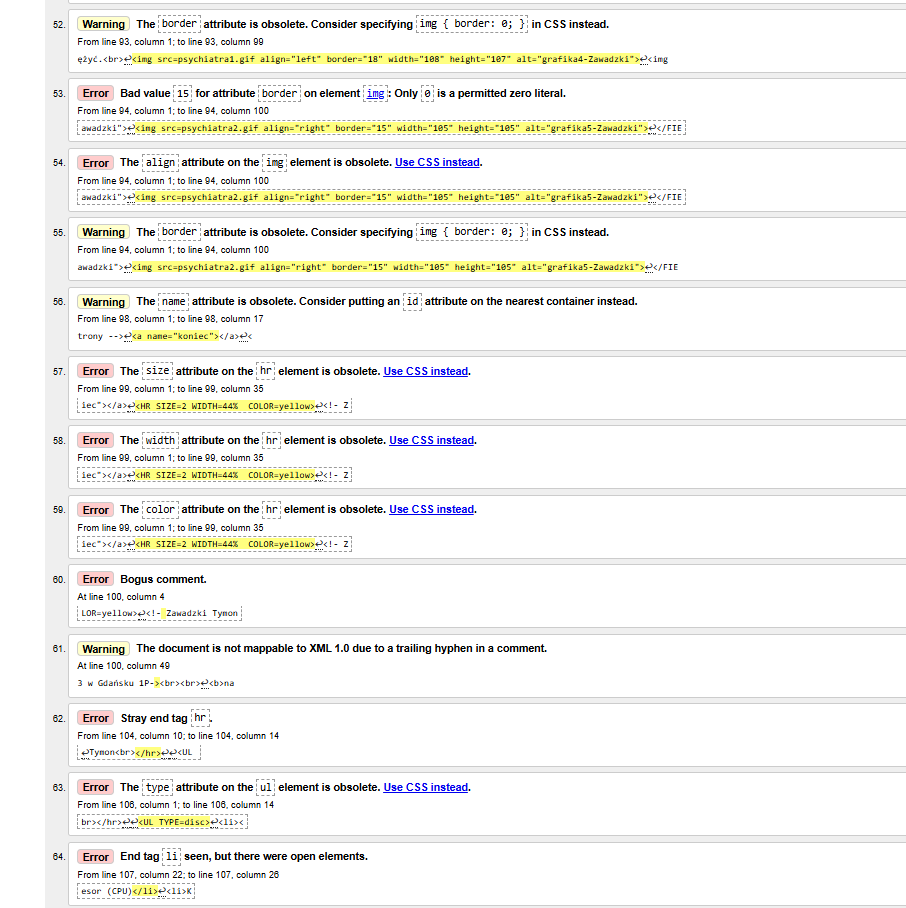 52. Warning The border attribute is obsolete. Consider specifying img { border: 0; } in CSS instead.
From line 93, column 1; to line 93, column 99
ężyć.<br>↩<img src=psychiatra1.gif align="left" border="18" width="108" height="107" alt="grafika4-Zawadzki">↩<img
53. Error Bad value 15 for attribute border on element img: Only 0 is a permitted zero literal.
From line 94, column 1; to line 94, column 100
awadzki">↩<img src=psychiatra2.gif align="right" border="15" width="105" height="105" alt="grafika5-Zawadzki">↩</FIE
54. Error The align attribute on the img element is obsolete. Use CSS instead.
From line 94, column 1; to line 94, column 100
awadzki">↩<img src=psychiatra2.gif align="right" border="15" width="105" height="105" alt="grafika5-Zawadzki">↩</FIE
55. Warning The border attribute is obsolete. Consider specifying img { border: 0; } in CSS instead.
From line 94, column 1; to line 94, column 100
awadzki">↩<img src=psychiatra2.gif align="right" border="15" width="105" height="105" alt="grafika5-Zawadzki">↩</FIE
56. Warning The name attribute is obsolete. Consider putting an id attribute on the nearest container instead.
From line 98, column 1; to line 98, column 17
trony -->↩<a name="koniec"></a>↩<
57. Error The size attribute on the hr element is obsolete. Use CSS instead.
From line 99, column 1; to line 99, column 35
iec"></a>↩<HR SIZE=2 WIDTH=44%  COLOR=yellow>↩<!- Z
58. Error The width attribute on the hr element is obsolete. Use CSS instead.
From line 99, column 1; to line 99, column 35
iec"></a>↩<HR SIZE=2 WIDTH=44%  COLOR=yellow>↩<!- Z
59. Error The color attribute on the hr element is obsolete. Use CSS instead.
From line 99, column 1; to line 99, column 35
iec"></a>↩<HR SIZE=2 WIDTH=44%  COLOR=yellow>↩<!- Z
60. Error Bogus comment.
At line 100, column 4
LOR=yellow>↩<!- Zawadzki Tymon
61. Warning The document is not mappable to XML 1.0 due to a trailing hyphen in a comment.
At line 100, column 49
3 w Gdańsku 1P-><br><br>↩<b>na
62. Error Stray end tag hr.
From line 104, column 10; to line 104, column 14
↩Tymon<br></hr>↩↩<UL
63. Error The type attribute on the ul element is obsolete. Use CSS instead.
From line 106, column 1; to line 106, column 14
br></hr>↩↩<UL TYPE=disc>↩<li><
64. Error End tag li seen, but there were open elements.
From line 107, column 22; to line 107, column 26
esor (CPU)</li>↩<li>K